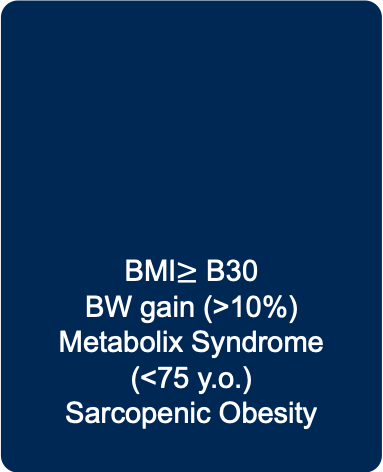 BMI≥ B30
BW gain (>10%)
Metabolix Syndrome
(<75 y.o.)
Sarcopenic Obesity